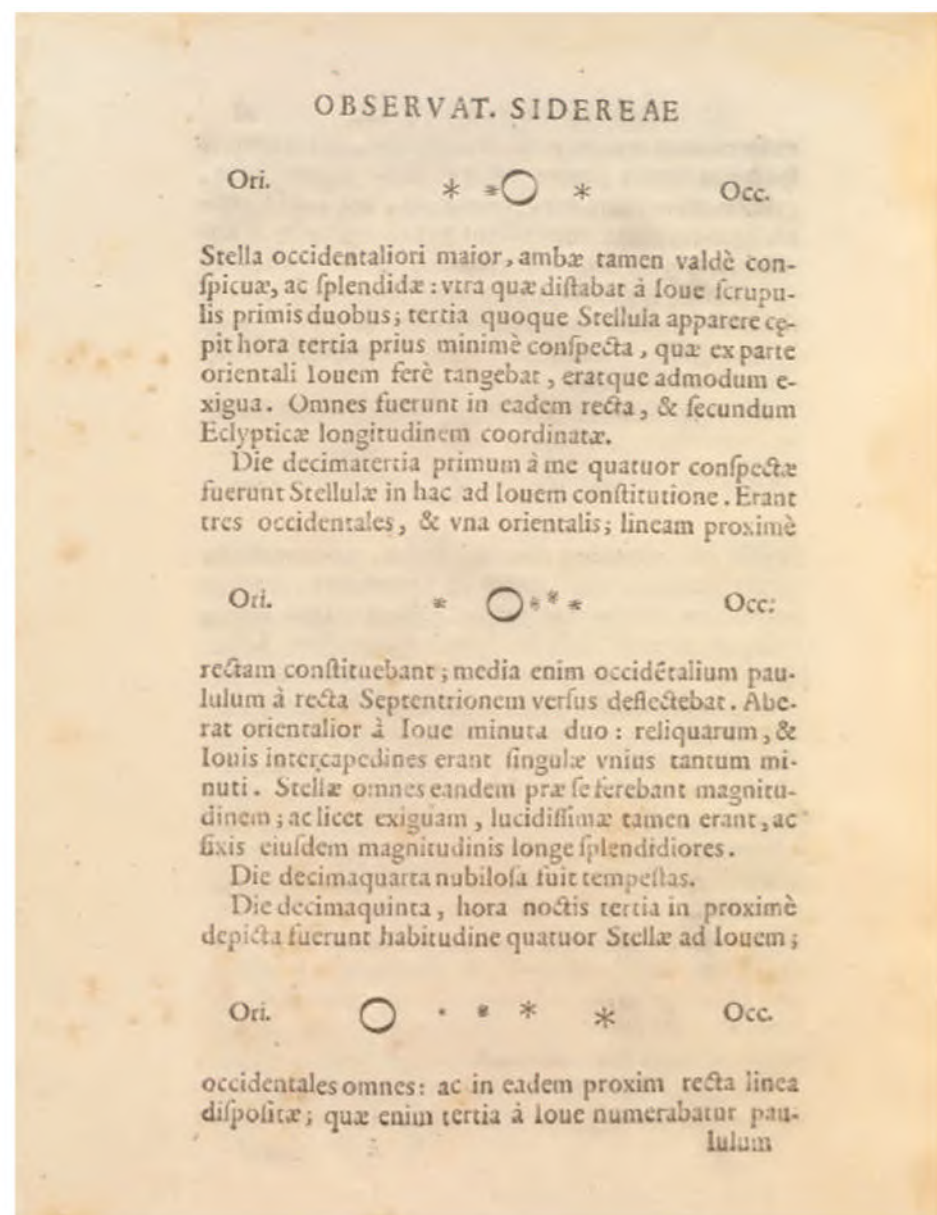 OBSERVAT. SIDEREAE
Ori. * *O * Occ.
Stella occidentaliori maior, ambæ tamen valdè con-
ſpicuæ, ac ſplendidæ: vtra quæ diſtabat à Ioue ſcrupu-
lis primis duobus; tertia quoque Stellula apparere cę-
pit hora tertia prius minimè conſpecta, quæ ex parte
orientali Iouem ferè tangebat, eratque admodum e-
xigua. Omnes fuerunt in eadem recta, & ſecundum
Eclypticæ longitudinem coordinatæ.
Die decimatertia primum à me quatuor conſpectæ
fuerunt Stellulæ in hac ad Iouem conſtitutione. Erant
tres occidentales, & vna orientalis; lineam proximè
Ori. * O * * * Occ.
rectam conſtituebant; media enim occidétalium pau-
lulum à recta Septentrionem verſus deflectebat. Abe-
rat orientalior à Ioue minuta duo: reliquarum, &
Iouis intercapedines erant ſingulæ vnius tantum mi-
nuti. Stellæ omnes eandem præ ſe ferebant magnitu-
dinem; ac licet exiguam, lucidiſſimæ tamen erant, ac
fixis eiuſdem magnitudinis longe ſplendidiores.
Die decimaquarta nubiloſa fuit tempeſtas.
Die decimaquinta, hora noctis tertia in proximè
depicta fuerunt habitudine quatuor Stellæ ad Iouem;
Ori. O * * * * Occ.
occidentales omnes: ac in eadem proxim recta linea
diſpoſitæ; quæ enim tertia à Ioue numerabatur pau-
lulum